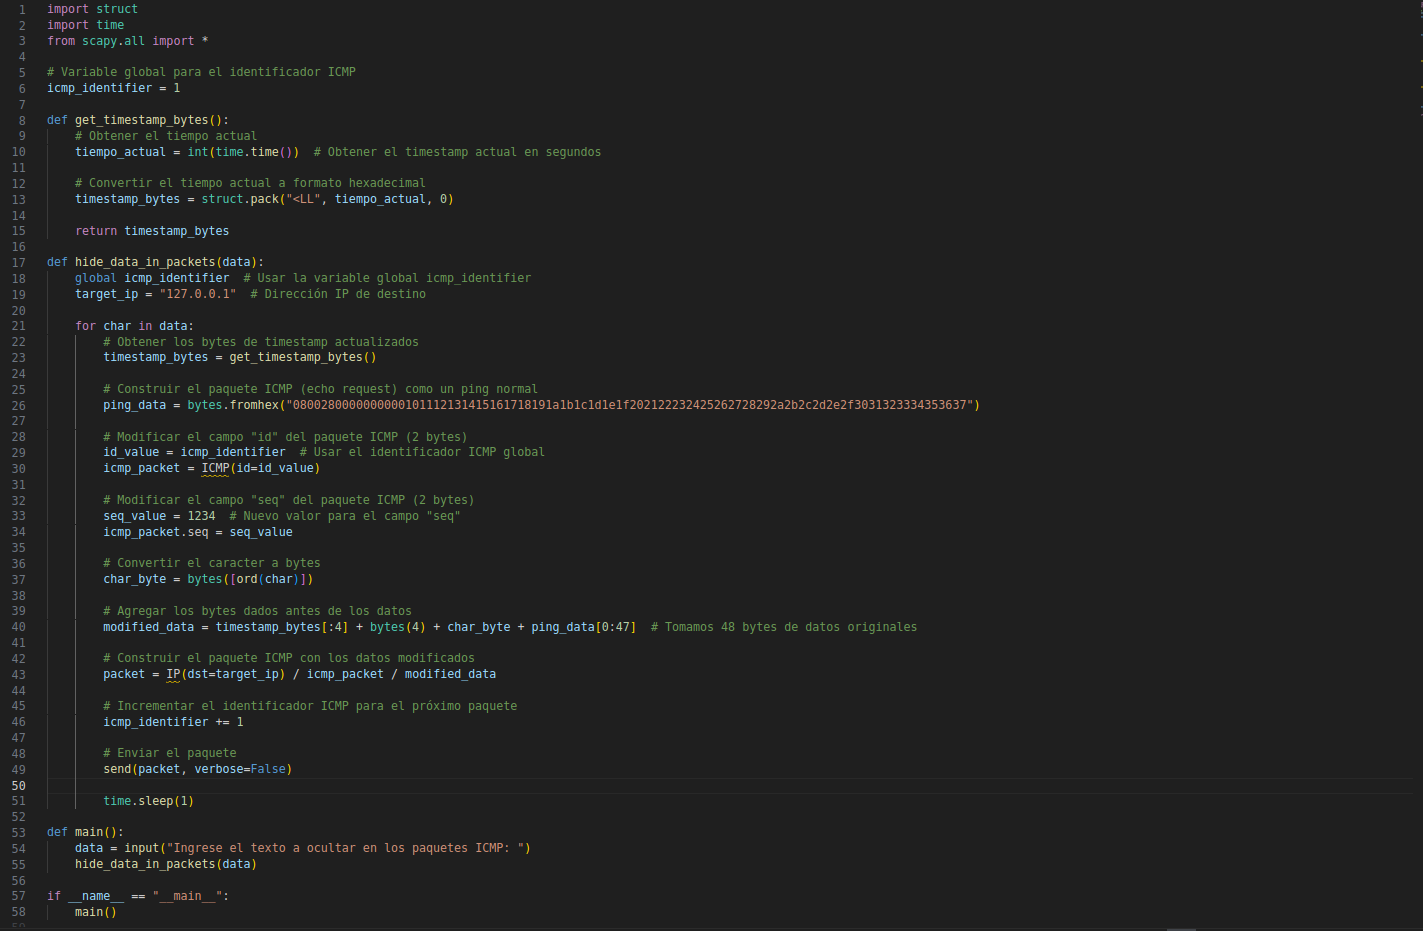 1 import struct
2 import time
3 from scapy.all import *
4
5 # Variable global para el identificador ICMP
6 icmp_identifier = 1
7
8 def get_timestamp_bytes():
9     # Obtener el tiempo actual
10     tiempo_actual = int(time.time())  # Obtener el timestamp actual en segundos
11
12     # Convertir el tiempo actual a formato hexadecimal
13     timestamp_bytes = struct.pack("<LL", tiempo_actual, 0)
14
15     return timestamp_bytes
16
17 def hide_data_in_packets(data):
18     global icmp_identifier  # Usar la variable global icmp_identifier
19     target_ip = "127.0.0.1"  # Dirección IP de destino
20
21     for char in data:
22         # Obtener los bytes de timestamp actualizados
23         timestamp_bytes = get_timestamp_bytes()
24
25         # Construir el paquete ICMP (echo request) como un ping normal
26         ping_data = bytes.fromhex("0800280000000000101112131415161718191a1b1c1d1e1f202122232425262728292a2b2c2d2e2f3031323334353637")
27
28         # Modificar el campo "id" del paquete ICMP (2 bytes)
29         id_value = icmp_identifier  # Usar el identificador ICMP global
30         icmp_packet = ICMP(id=id_value)
31
32         # Modificar el campo "seq" del paquete ICMP (2 bytes)
33         seq_value = 1234  # Nuevo valor para el campo "seq"
34         icmp_packet.seq = seq_value
35
36         # Convertir el caracter a bytes
37         char_byte = bytes([ord(char)])
38
39         # Agregar los bytes dados antes de los datos
40         modified_data = timestamp_bytes[:4] + bytes(4) + char_byte + ping_data[0:47]  # Tomamos 48 bytes de datos originales
41
42         # Construir el paquete ICMP con los datos modificados
43         packet = IP(dst=target_ip) / icmp_packet / modified_data
44
45         # Incrementar el identificador ICMP para el próximo paquete
46         icmp_identifier += 1
47
48         # Enviar el paquete
49         send(packet, verbose=False)
50
51         time.sleep(1)
52
53 def main():
54     data = input("Ingrese el texto a ocultar en los paquetes ICMP: ")
55     hide_data_in_packets(data)
56
57 if __name__ == "__main__":
58     main()